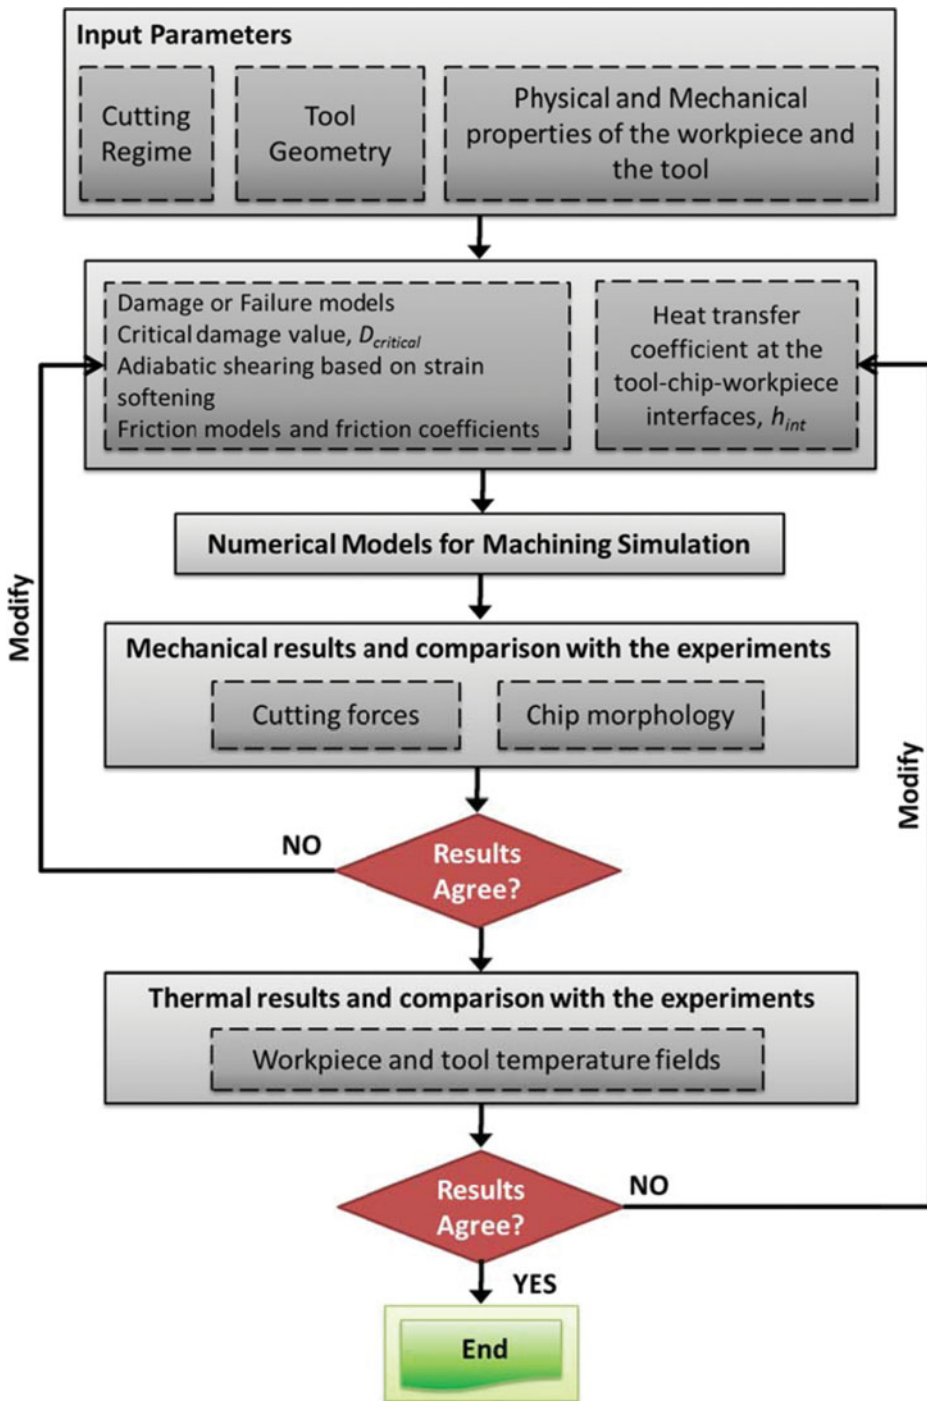 Input Parameters
Cutting
Regime
Tool
Geometry
Physical and Mechanical
properties of the workpiece and
the tool
Damage or Failure models
Critical damage value, D_critical
Adiabatic shearing based on strain
softening
Friction models and friction coefficients
Heat transfer
coefficient at the
tool-chip-workpiece
interfaces, h_int
Numerical Models for Machining Simulation
Modify
Mechanical results and comparison with the experiments
Cutting forces
Chip morphology
Modify
NO
Results
Agree?
Thermal results and comparison with the experiments
Workpiece and tool temperature fields
Results
Agree?
NO
YES
End